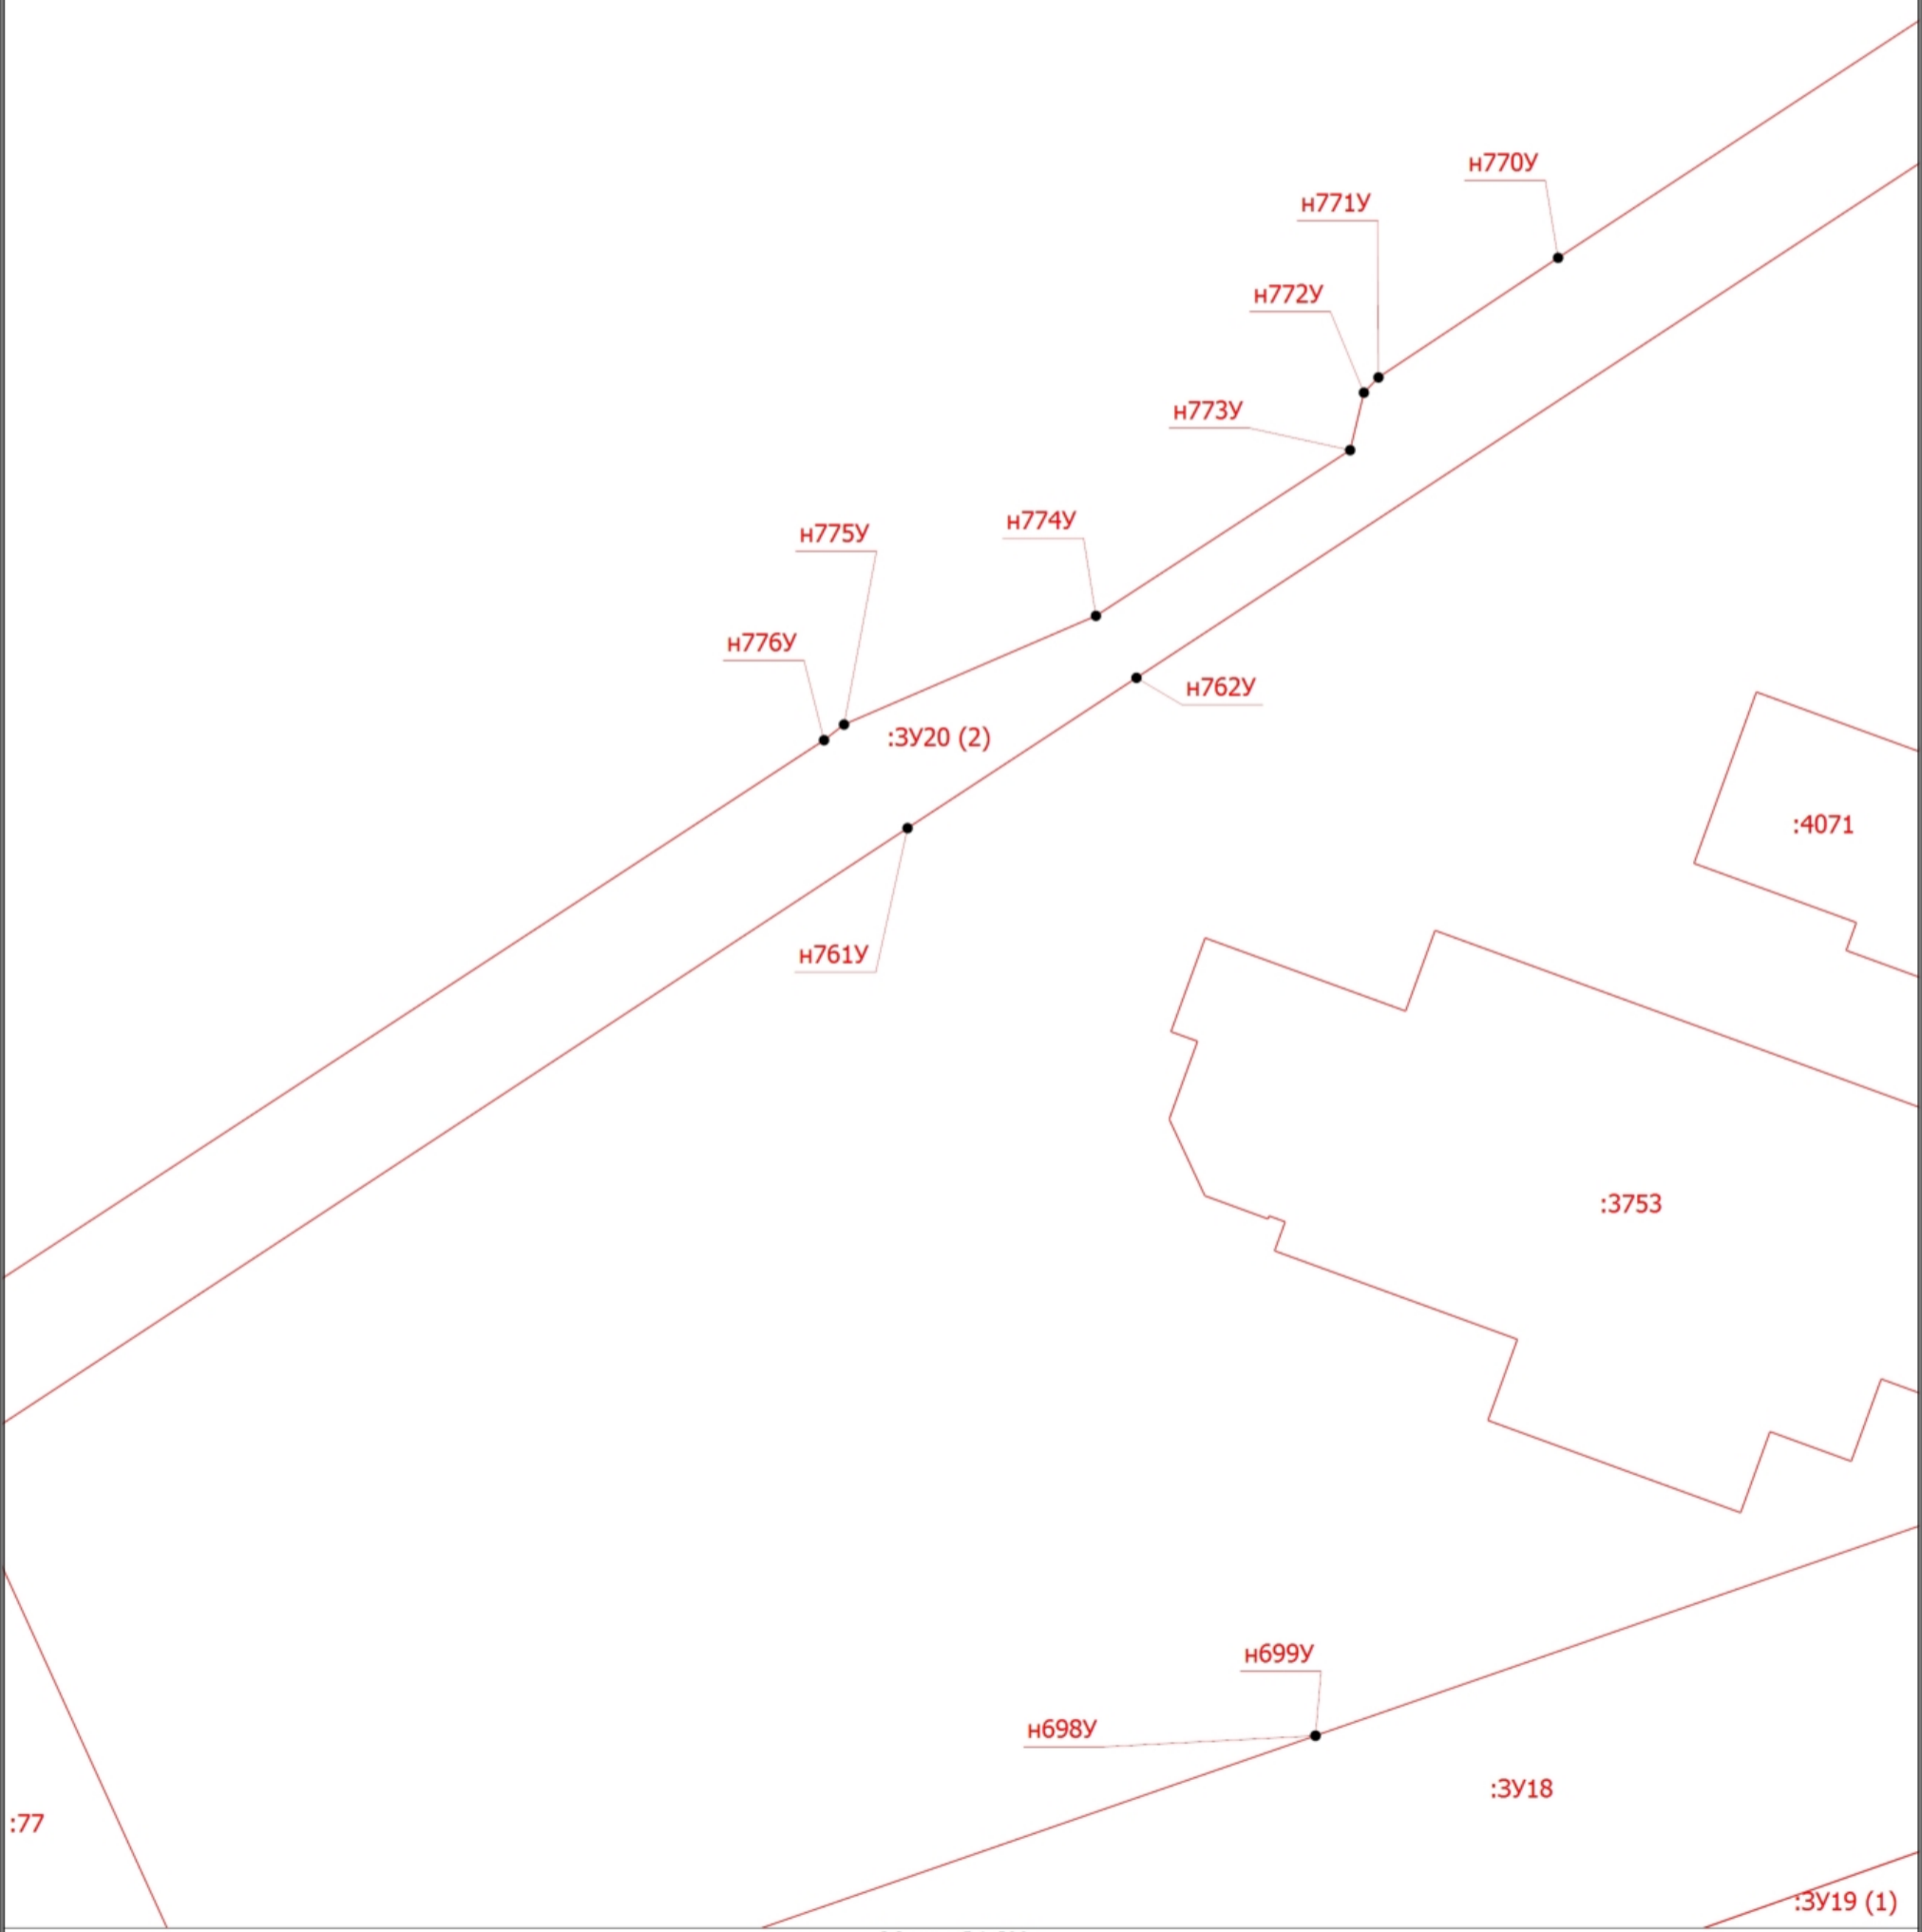 н770У
н771У
н772У
н773У
н774У
н775У
н776У
н762У
:ЗУ20 (2)
:4071
н761У
:3753
н699У
н698У
:ЗУ18
:77
:ЗУ19 (1)